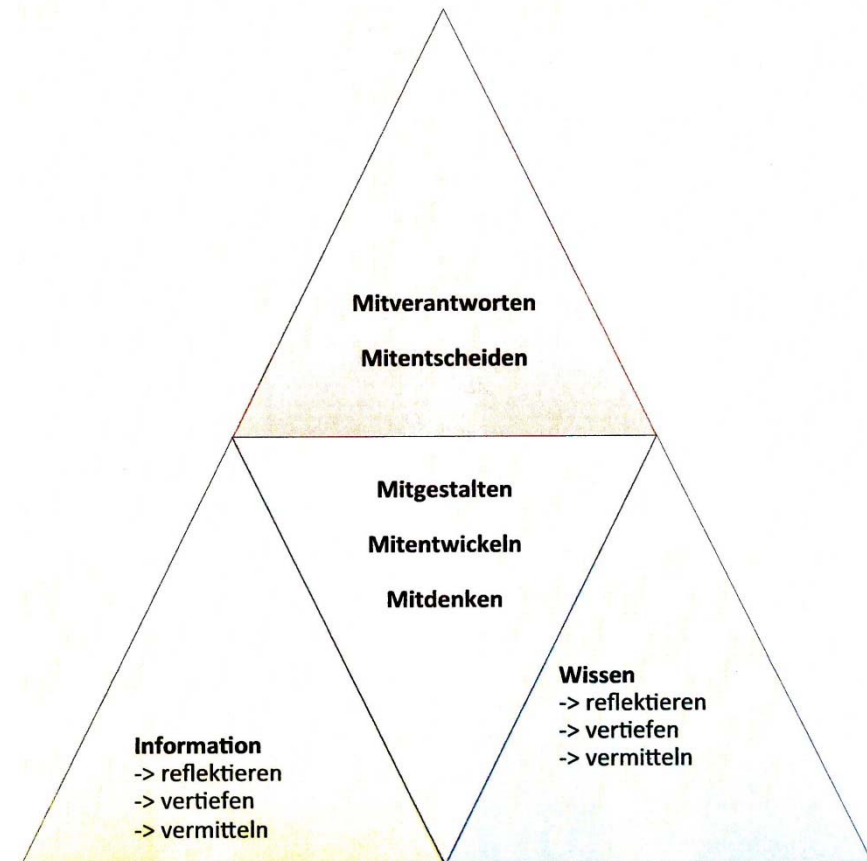 Mitverantworten
Mitentscheiden
Mitgestalten
Mitentwickeln
Mitdenken
Wissen
-> reflektieren
-> vertiefen
-> vermitteln
Information
-> reflektieren
-> vertiefen
-> vermitteln